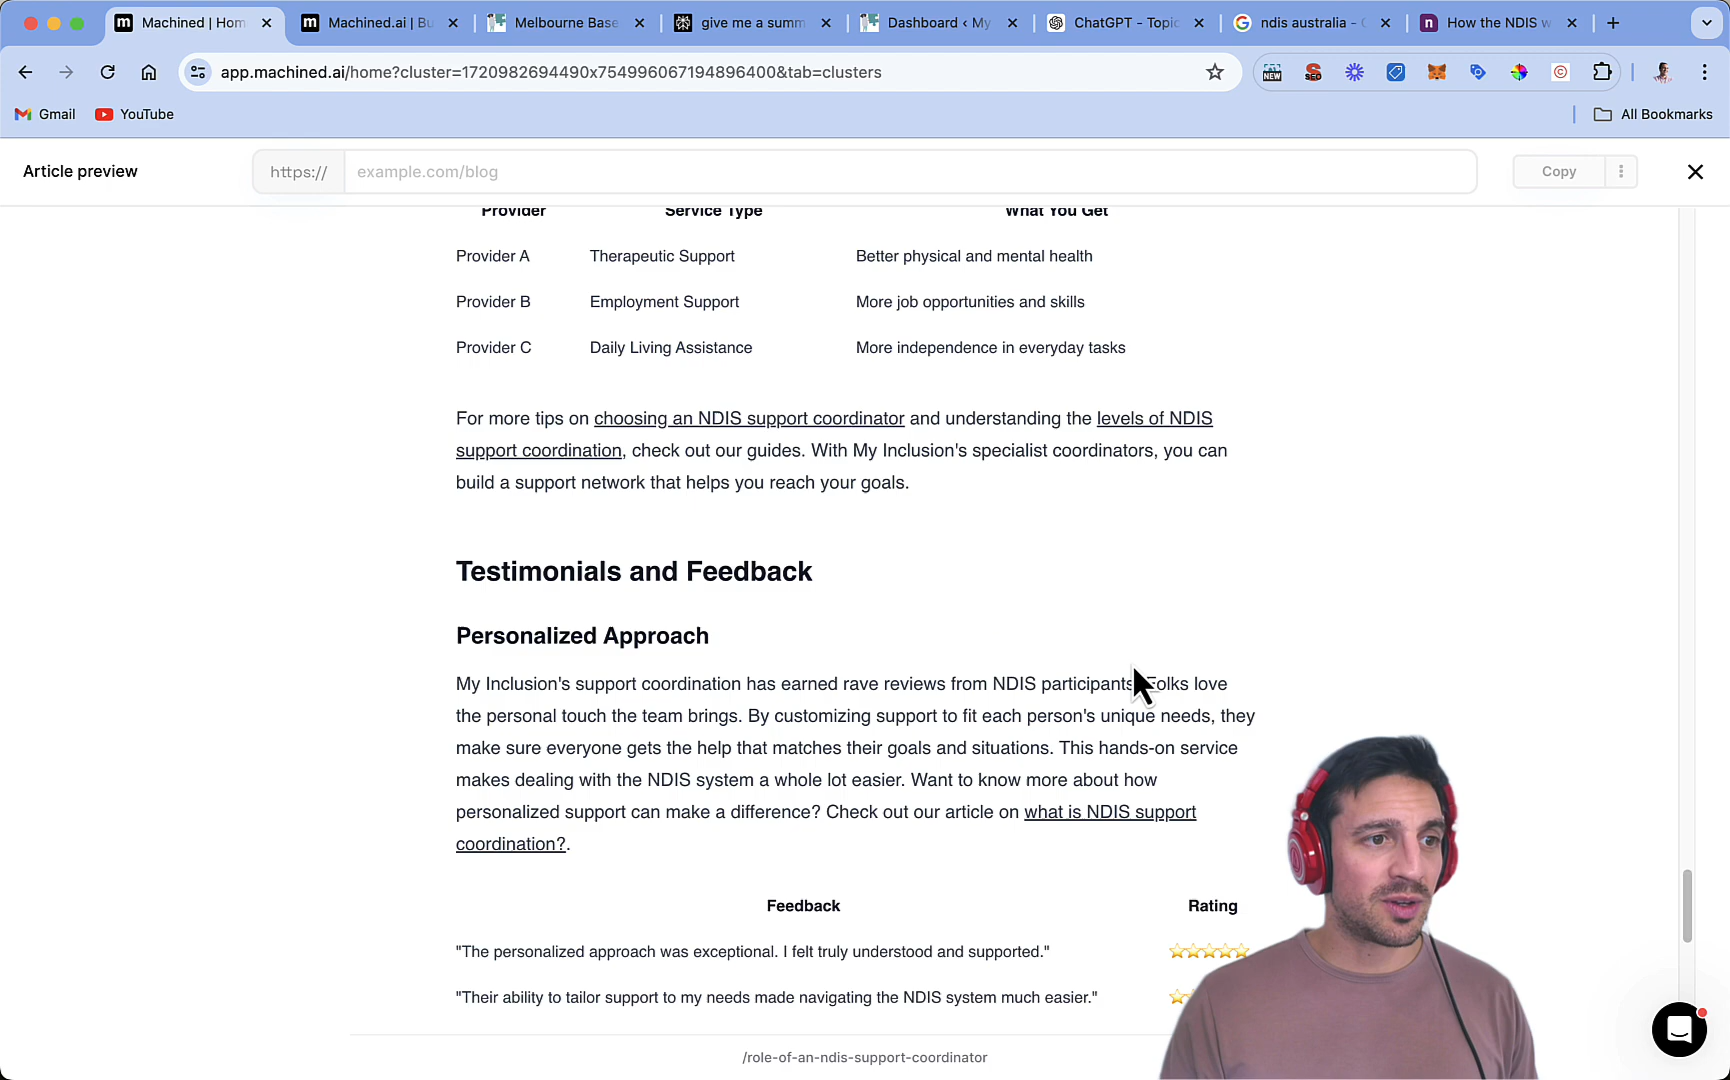 Machined | Hom
Machined.ai | Bu
Melbourne Base
give me a summ
Dashboard ‹ My
ChatGPT - Topic
ndis australia -
How the NDIS w
app.machined.ai/home?cluster=1720982694490x754996067194896400&tab=clusters
NEW
SEO
Gmail
YouTube
All Bookmarks
Article preview
https://
example.com/blog
Copy
Provider Service Type What You Get
Provider A Therapeutic Support Better physical and mental health
Provider B Employment Support More job opportunities and skills
Provider C Daily Living Assistance More independence in everyday tasks
For more tips on choosing an NDIS support coordinator and understanding the levels of NDIS
support coordination, check out our guides. With My Inclusion's specialist coordinators, you can
build a support network that helps you reach your goals.
Testimonials and Feedback
Personalized Approach
My Inclusion's support coordination has earned rave reviews from NDIS participants. Folks love
the personal touch the team brings. By customizing support to fit each person's unique needs, they
make sure everyone gets the help that matches their goals and situations. This hands-on service
makes dealing with the NDIS system a whole lot easier. Want to know more about how
personalized support can make a difference? Check out our article on what is NDIS support
coordination?.
Feedback Rating
"The personalized approach was exceptional. I felt truly understood and supported."
"Their ability to tailor support to my needs made navigating the NDIS system much easier."
/role-of-an-ndis-support-coordinator